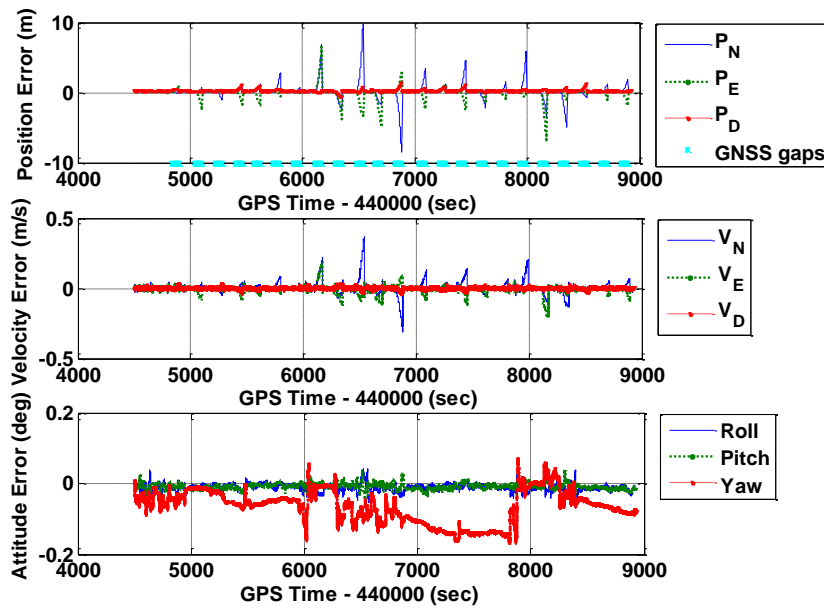 Position Error (m)
10
0
-10
4000 5000 6000 7000 8000 9000
GPS Time - 440000 (sec)
P_N
P_E
P_D
GNSS gaps
Velocity Error (m/s)
0.5
0
-0.5
4000 5000 6000 7000 8000 9000
GPS Time - 440000 (sec)
V_N
V_E
V_D
Attitude Error (deg)
0.2
0
-0.2
4000 5000 6000 7000 8000 9000
GPS Time - 440000 (sec)
Roll
Pitch
Yaw